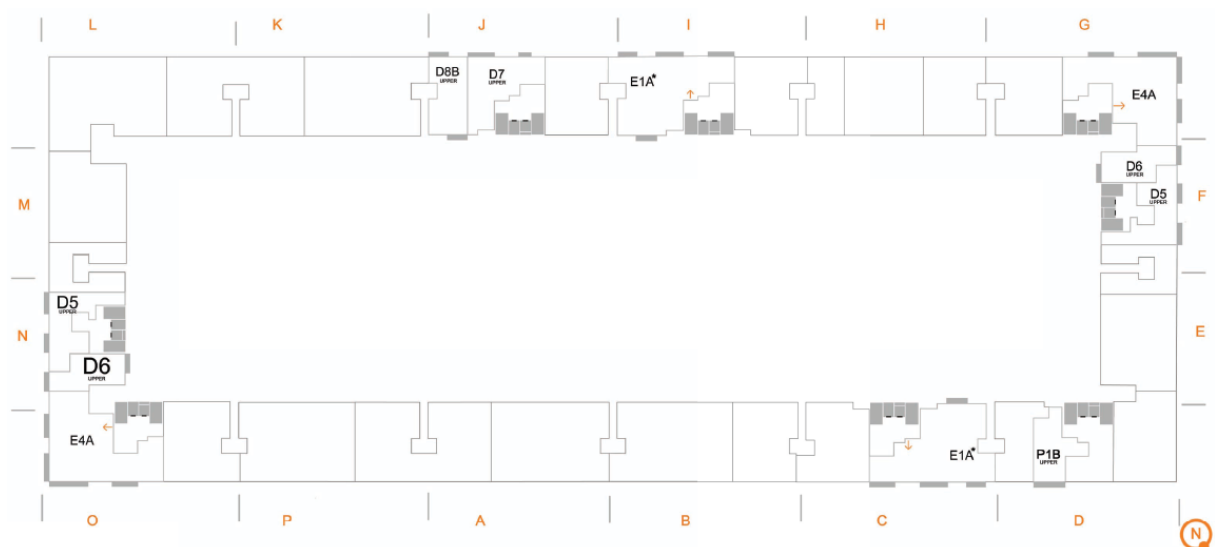 L K J I H G
D8B
UPPER
D7
UPPER
E1A*
E4A
D6
UPPER
D5
UPPER
M
F
D5
UPPER
N
E
D6
UPPER
E4A
E1A*
P1B
UPPER
O P A B C D
N